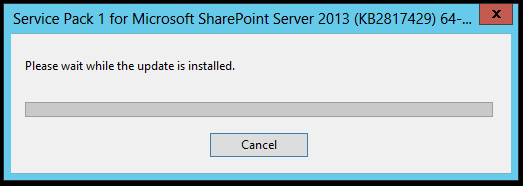 Service Pack 1 for Microsoft SharePoint Server 2013 (KB2817429) 64-...
x
Please wait while the update is installed.
Cancel